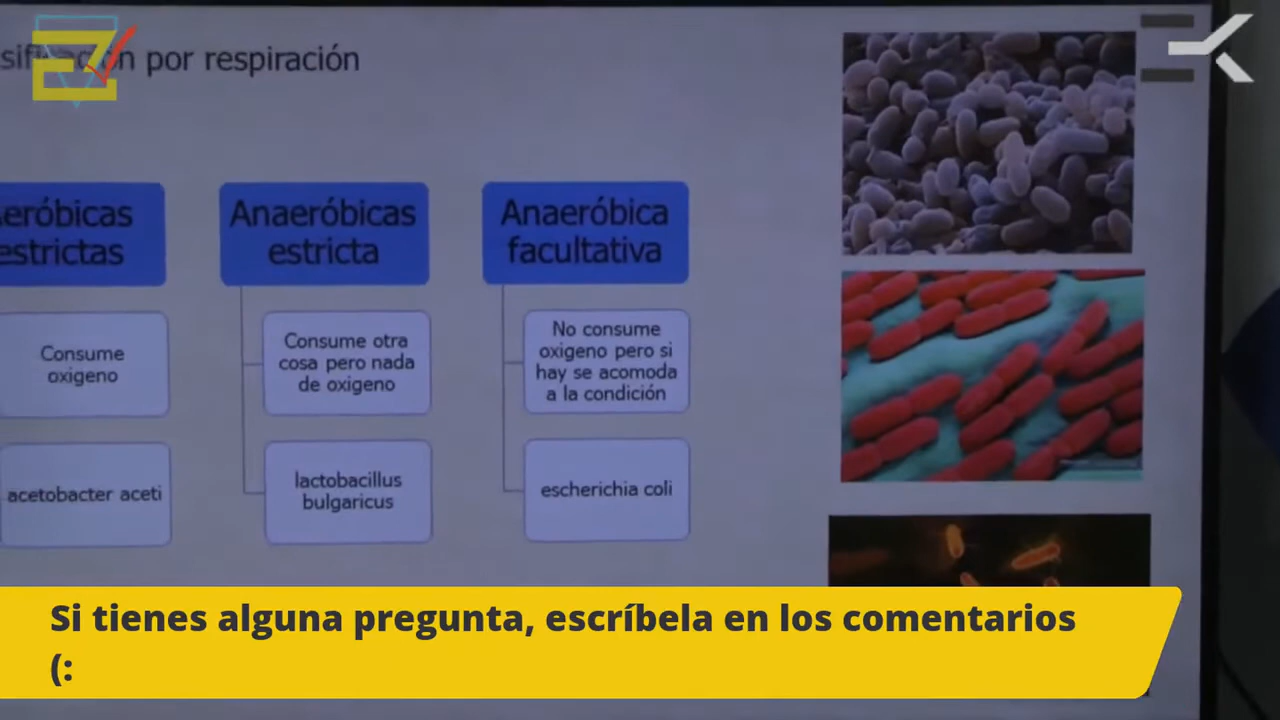 sificación por respiración
Aeróbicas
estrictas
Consume
oxigeno
acetobacter aceti
Anaeróbicas
estricta
Consume otra
cosa pero nada
de oxigeno
lactobacillus
bulgaricus
Anaeróbica
facultativa
No consume
oxigeno pero si
hay se acomoda
a la condición
escherichia coli
Si tienes alguna pregunta, escríbela en los comentarios
(: